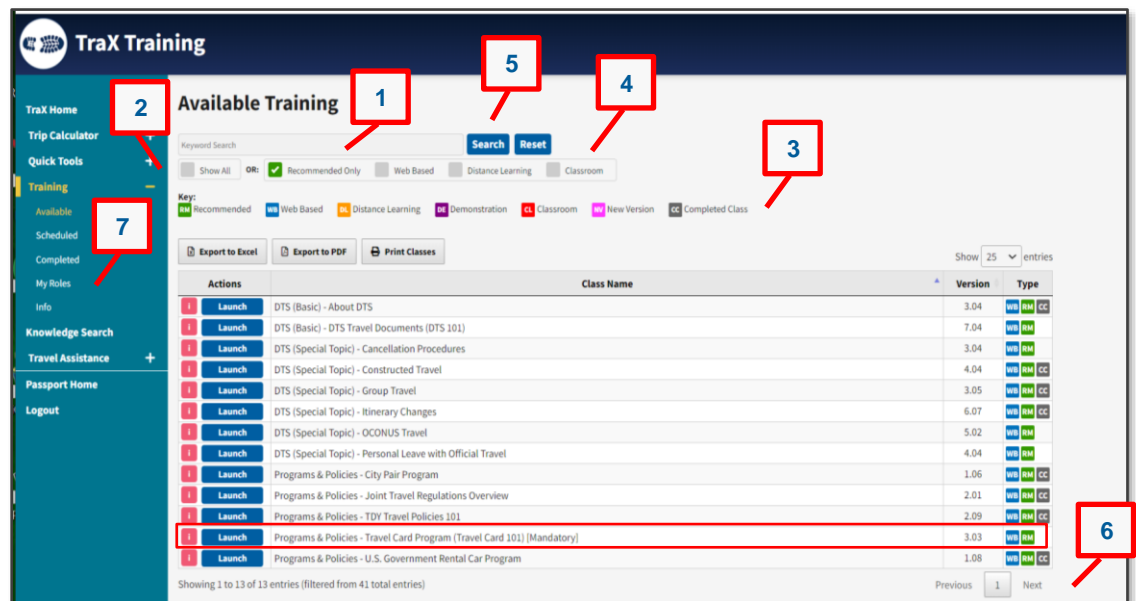 TraX Training
5
4
1
2
3
7
6
TraX Home
Trip Calculator +
Quick Tools +
Training −
Available
Scheduled
Completed
My Roles
Info
Knowledge Search
Travel Assistance +
Passport Home
Logout
Available Training
Keyword Search Search Reset
Show All OR: Recommended Only Web Based Distance Learning Classroom
Key:
RM Recommended WB Web Based DL Distance Learning DE Demonstration CL Classroom NV New Version CC Completed Class
Export to Excel Export to PDF Print Classes
Show 25 entries
Actions Class Name Version Type
i Launch DTS (Basic) - About DTS 3.04 WB RM CC
i Launch DTS (Basic) - DTS Travel Documents (DTS 101) 7.04 WB RM
i Launch DTS (Special Topic) - Cancellation Procedures 3.04 WB RM
i Launch DTS (Special Topic) - Constructed Travel 4.04 WB RM CC
i Launch DTS (Special Topic) - Group Travel 3.05 WB RM CC
i Launch DTS (Special Topic) - Itinerary Changes 6.07 WB RM CC
i Launch DTS (Special Topic) - OCONUS Travel 5.02 WB RM
i Launch DTS (Special Topic) - Personal Leave with Official Travel 4.04 WB RM
i Launch Programs & Policies - City Pair Program 1.06 WB RM CC
i Launch Programs & Policies - Joint Travel Regulations Overview 2.01 WB RM CC
i Launch Programs & Policies - TDY Travel Policies 101 2.09 WB RM CC
i Launch Programs & Policies - Travel Card Program (Travel Card 101) [Mandatory] 3.03 WB RM
i Launch Programs & Policies - U.S. Government Rental Car Program 1.08 WB RM CC
Showing 1 to 13 of 13 entries (filtered from 41 total entries)
Previous 1 Next